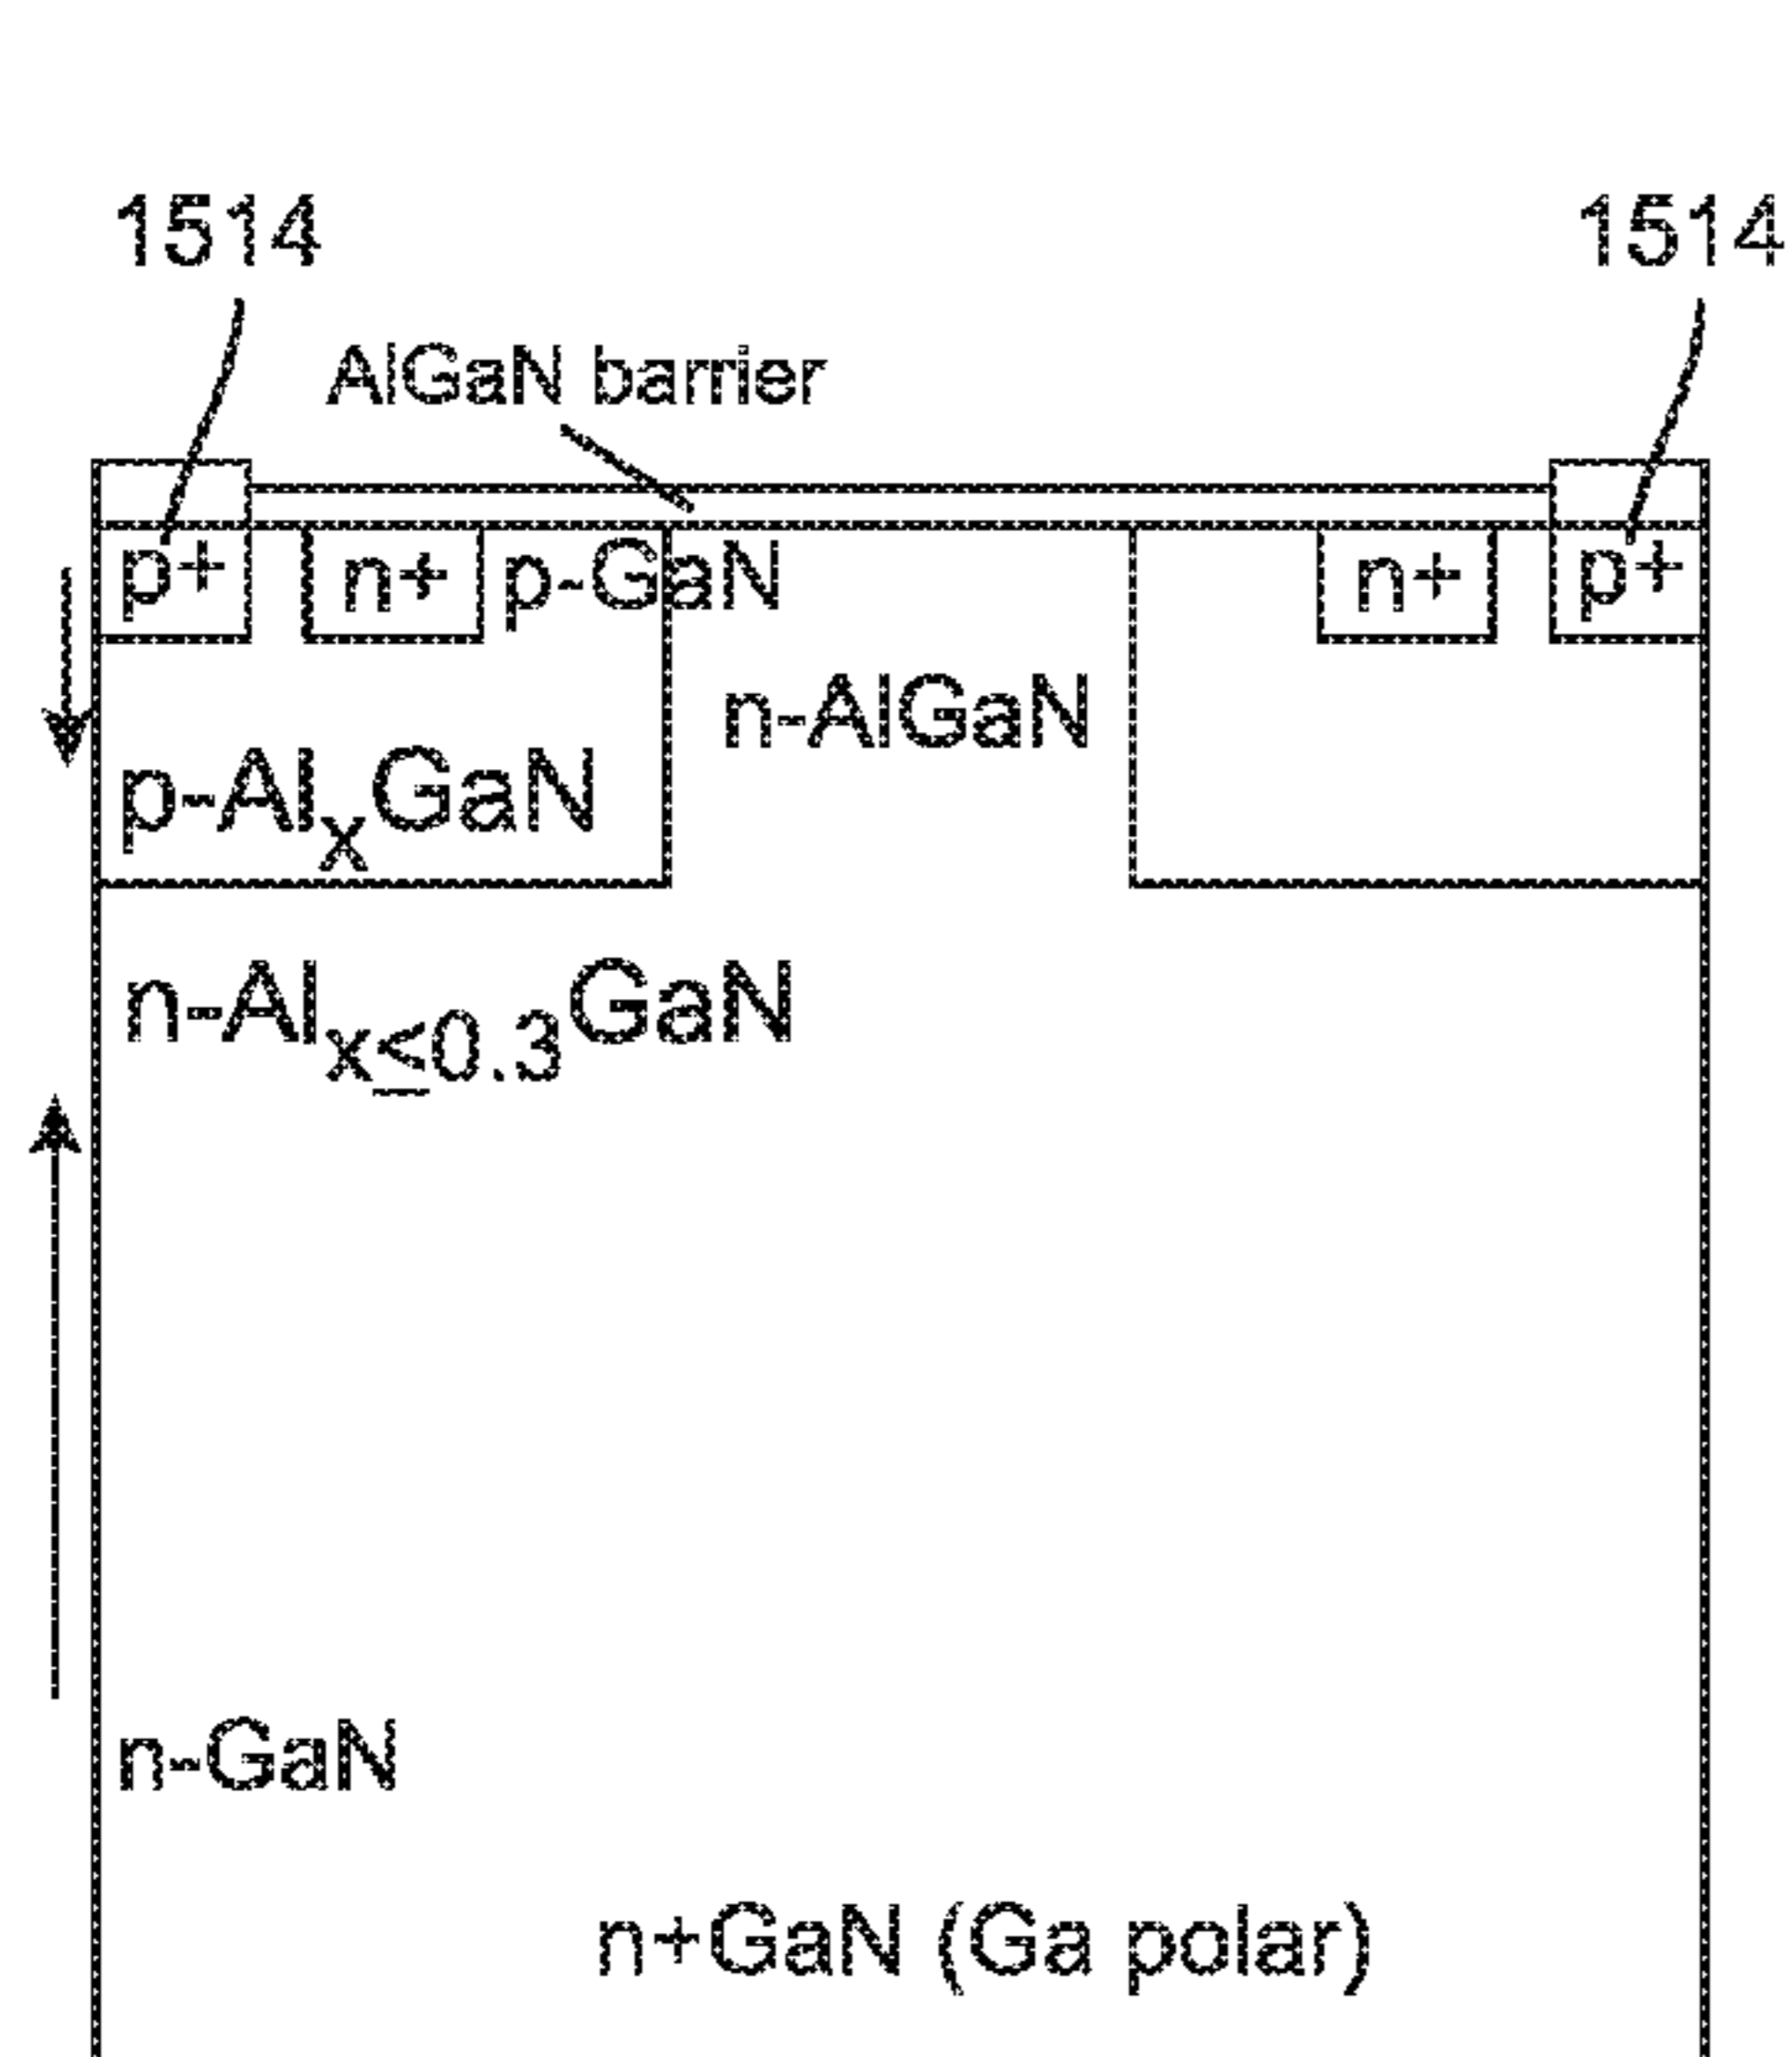 1514 1514
AlGaN barrier
p+ n+ p-GaN n+ p+
n-AlGaN
p-AlxGaN
n-Alx≤0.3GaN
n-GaN
n+GaN (Ga polar)